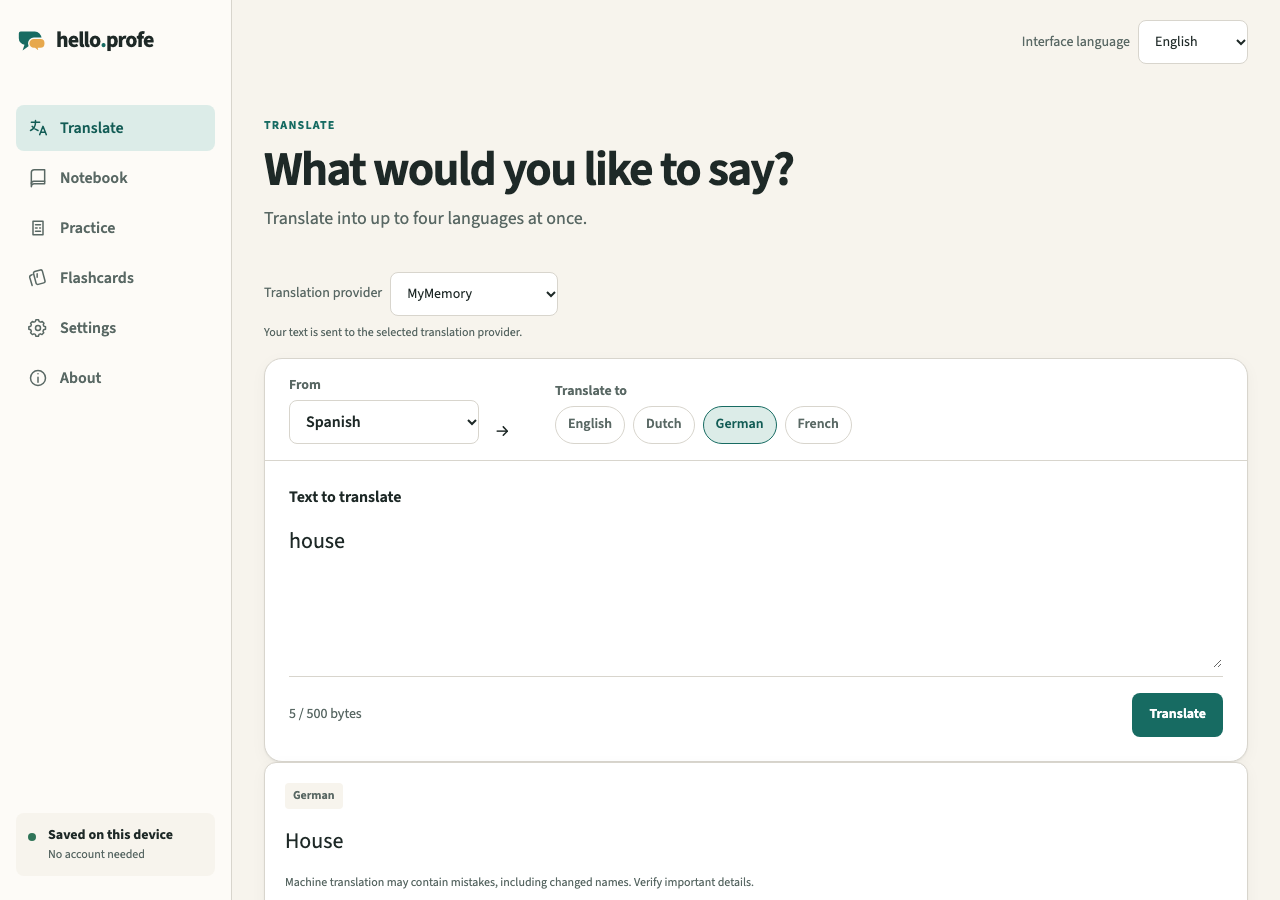 hello.profe
Interface language
English
Translate
Notebook
Practice
Flashcards
Settings
About
TRANSLATE
What would you like to say?
Translate into up to four languages at once.
Translation provider
MyMemory
Your text is sent to the selected translation provider.
From
Spanish
→
Translate to
English
Dutch
German
French
Text to translate
house
5 / 500 bytes
Translate
German
House
Machine translation may contain mistakes, including changed names. Verify important details.
Saved on this device
No account needed